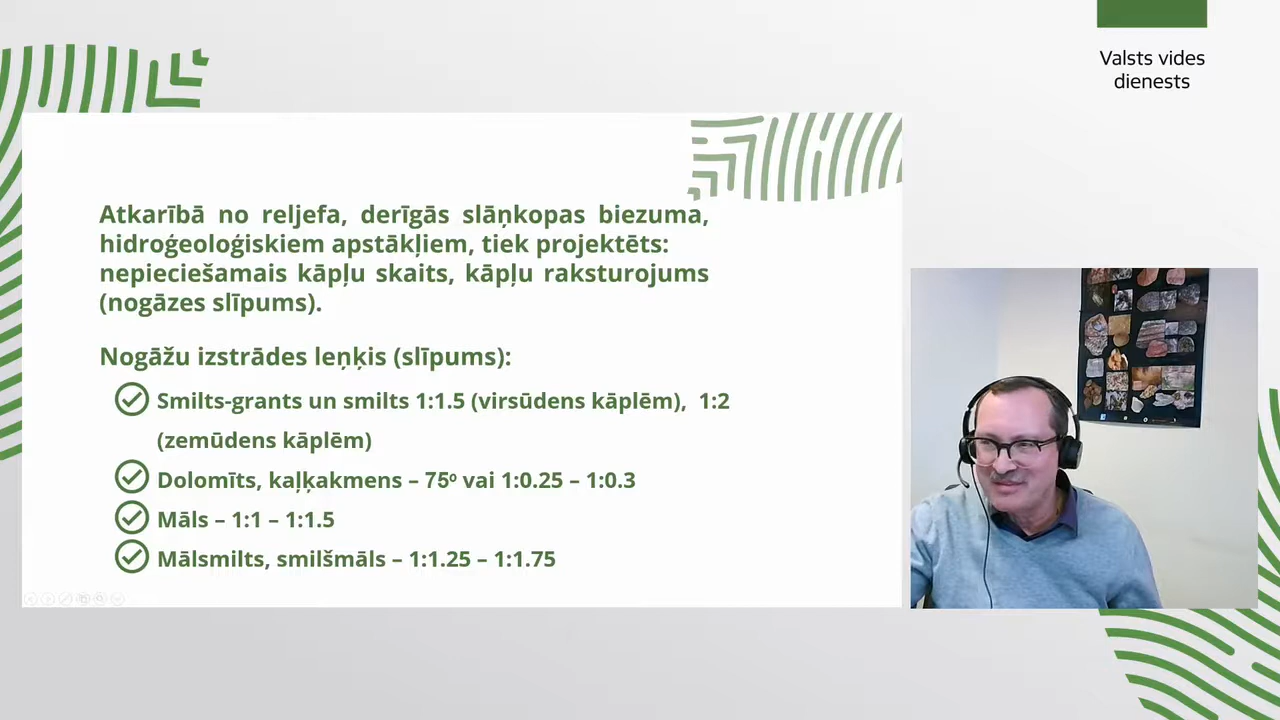 Valsts vides
dienests
Atkarībā no reljefa, derīgās slāņkopas biezuma,
hidroģeoloģiskiem apstākļiem, tiek projektēts:
nepieciešamais kāpļu skaits, kāpļu raksturojums
(nogāzes slīpums).
Nogāžu izstrādes leņķis (slīpums):
Smilts-grants un smilts 1:1.5 (virsūdens kāplēm), 1:2
(zemūdens kāplēm)
Dolomīts, kaļķakmens – 75º vai 1:0.25 – 1:0.3
Māls – 1:1 – 1:1.5
Mālsmilts, smilšmāls – 1:1.25 – 1:1.75